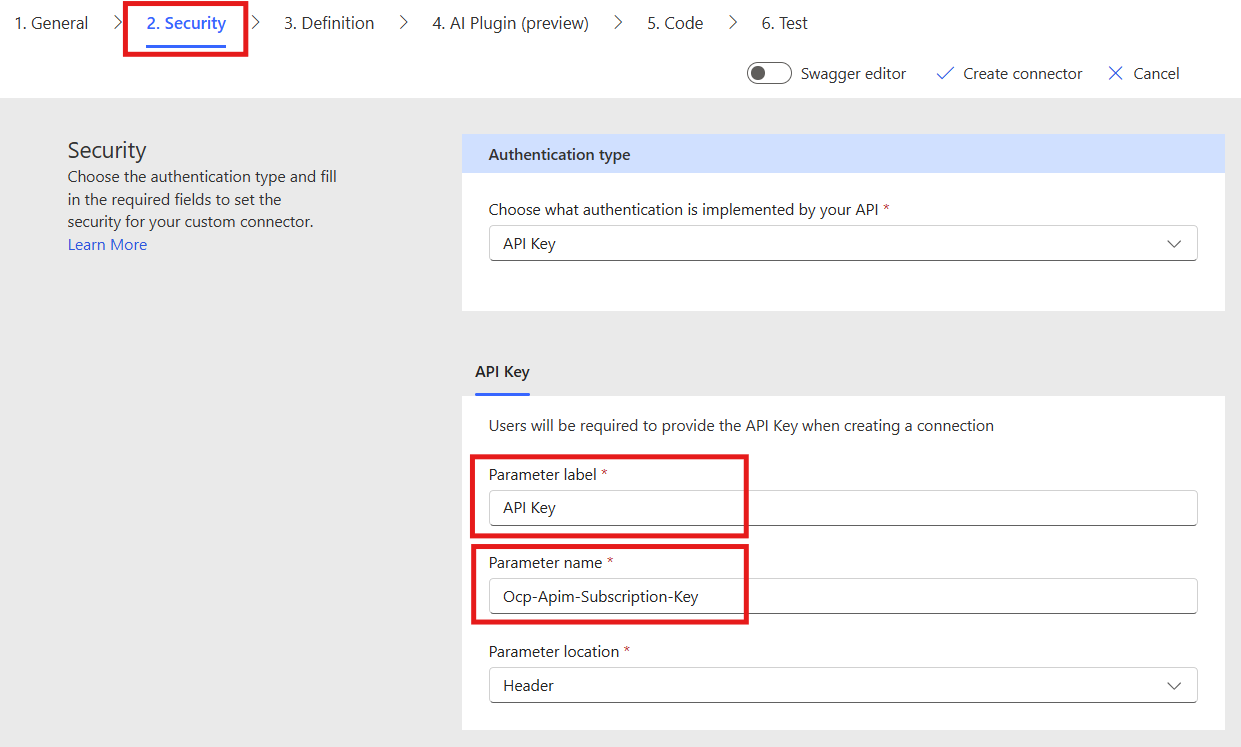 1. General
2. Security
3. Definition
4. AI Plugin (preview)
5. Code
6. Test
Swagger editor
Create connector
Cancel
Security
Choose the authentication type and fill
in the required fields to set the
security for your custom connector.
Learn More
Authentication type
Choose what authentication is implemented by your API *
API Key
API Key
Users will be required to provide the API Key when creating a connection
Parameter label *
API Key
Parameter name *
Ocp-Apim-Subscription-Key
Parameter location *
Header